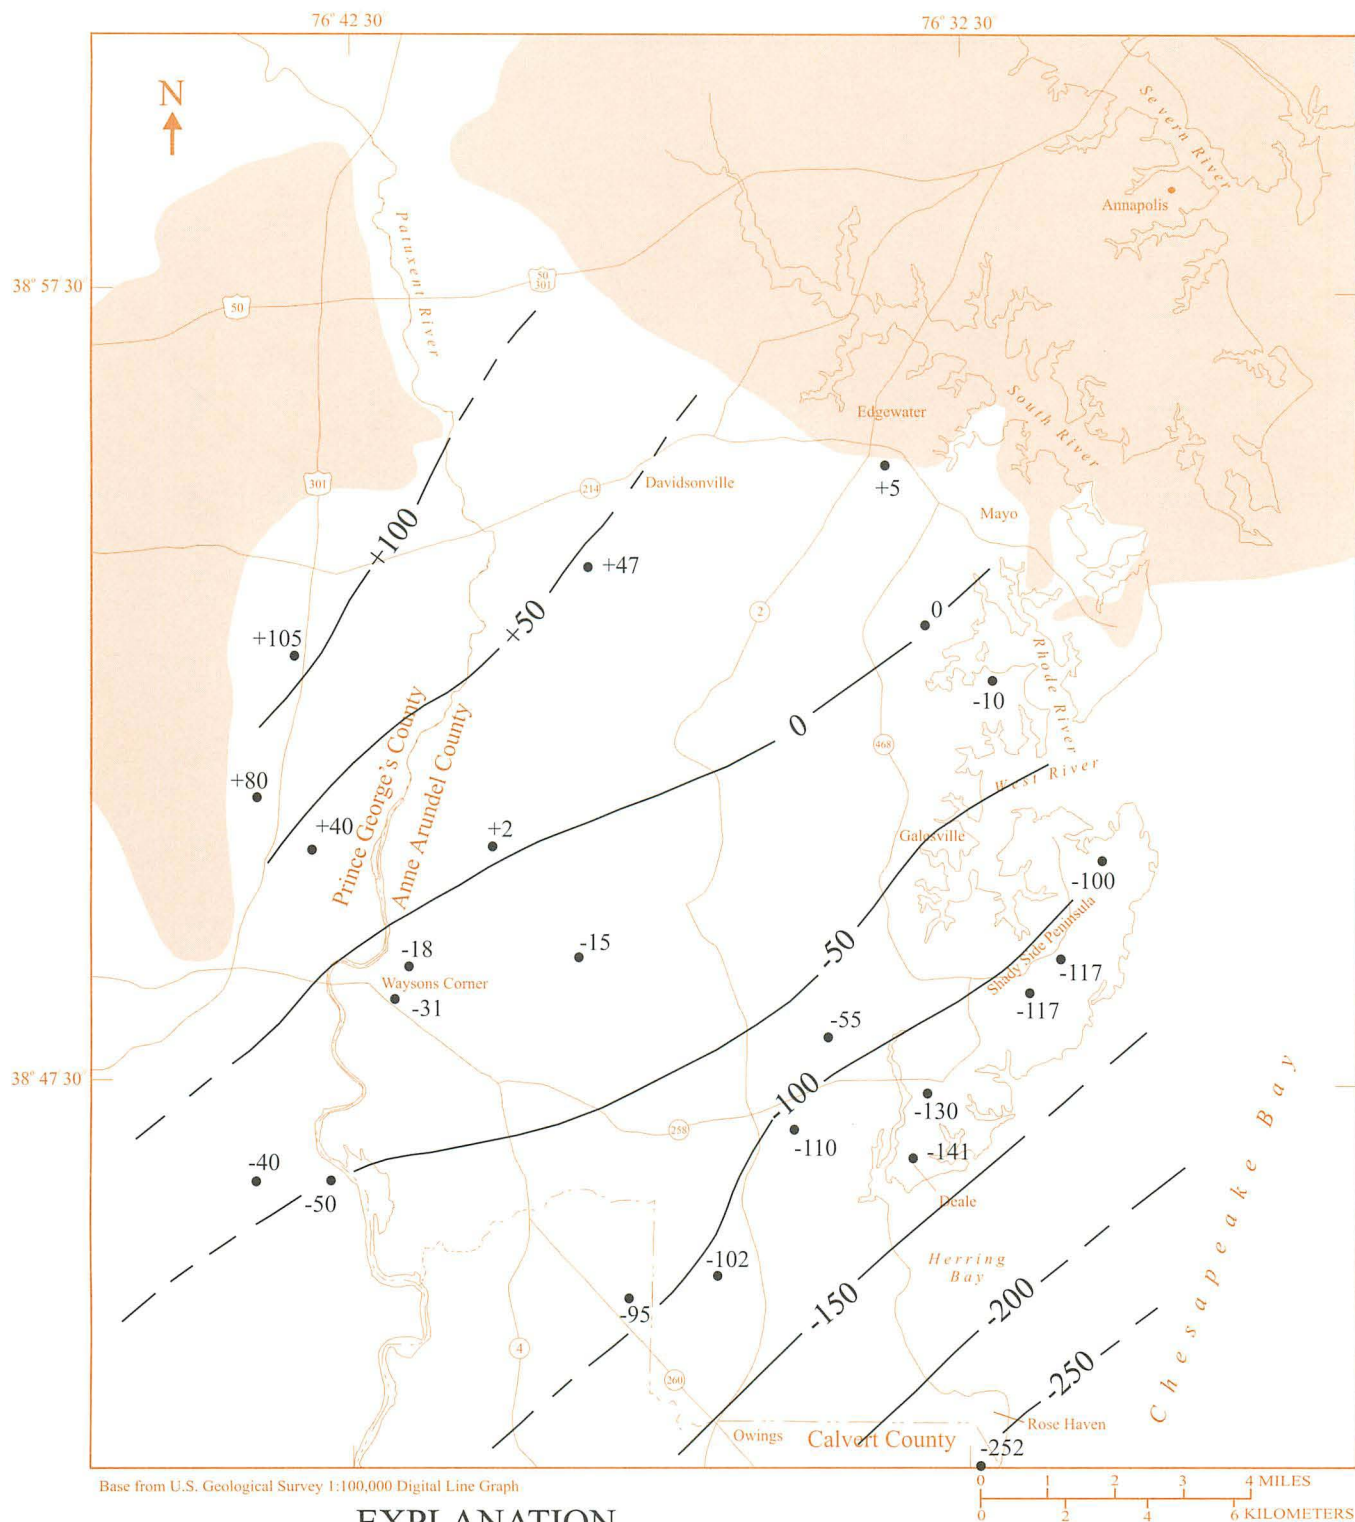 76° 42 30
76° 32 30
N
Severn River
Annapolis
Patuxent River
38° 57 30
50
50
301
Edgewater
South River
301
214
Davidsonville
+5
Mayo
+100
+47
+50
2
0
+105
Rhode River
-10
Prince George's County
Anne Arundel County
0
468
West River
+80
+40
+2
Galesville
-100
-50
Shady Side Peninsula
-18
-15
Waysons Corner
-117
-31
-117
-55
38° 47 30
-100
-130
258
-110
-141
-40
-50
Deale
Herring
Bay
-102
-95
-150
-200
Chesapeake Bay
4
260
-250
Owings
Calvert County
Rose Haven
-252
Base from U.S. Geological Survey 1:100,000 Digital Line Graph
0 1 2 3 4 MILES
0 2 4 6 KILOMETERS
EXPLANATION